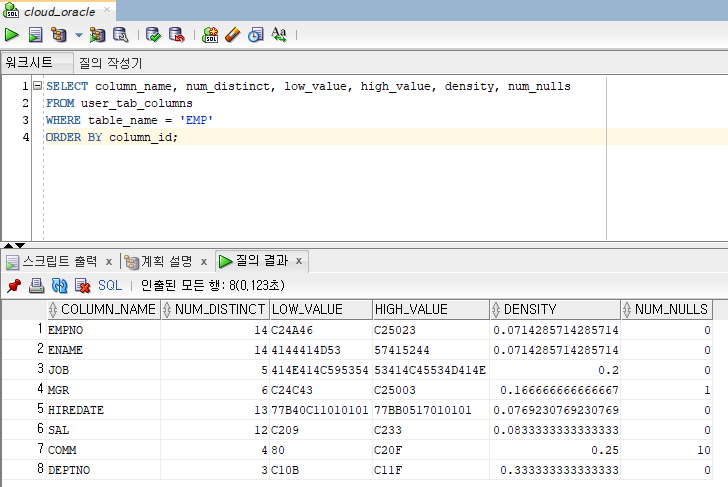 cloud_oracle
워크시트 질의 작성기
1 SELECT column_name, num_distinct, low_value, high_value, density, num_nulls
2 FROM user_tab_columns
3 WHERE table_name = 'EMP'
4 ORDER BY column_id;
스크립트 출력 x 계획 설명 x 질의 결과 x
SQL | 인출된 모든 행: 8(0,123초)
COLUMN_NAME NUM_DISTINCT LOW_VALUE HIGH_VALUE DENSITY NUM_NULLS
1 EMPNO 14 C24A46 C25023 0.0714285714285714 0
2 ENAME 14 4144414D53 57415244 0.0714285714285714 0
3 JOB 5 414E414C595354 53414C45534D414E 0.2 0
4 MGR 6 C24C43 C25003 0.166666666666667 1
5 HIREDATE 13 77B40C11010101 77BB0517010101 0.0769230769230769 0
6 SAL 12 C209 C233 0.0833333333333333 0
7 COMM 4 80 C20F 0.25 10
8 DEPTNO 3 C10B C11F 0.333333333333333 0